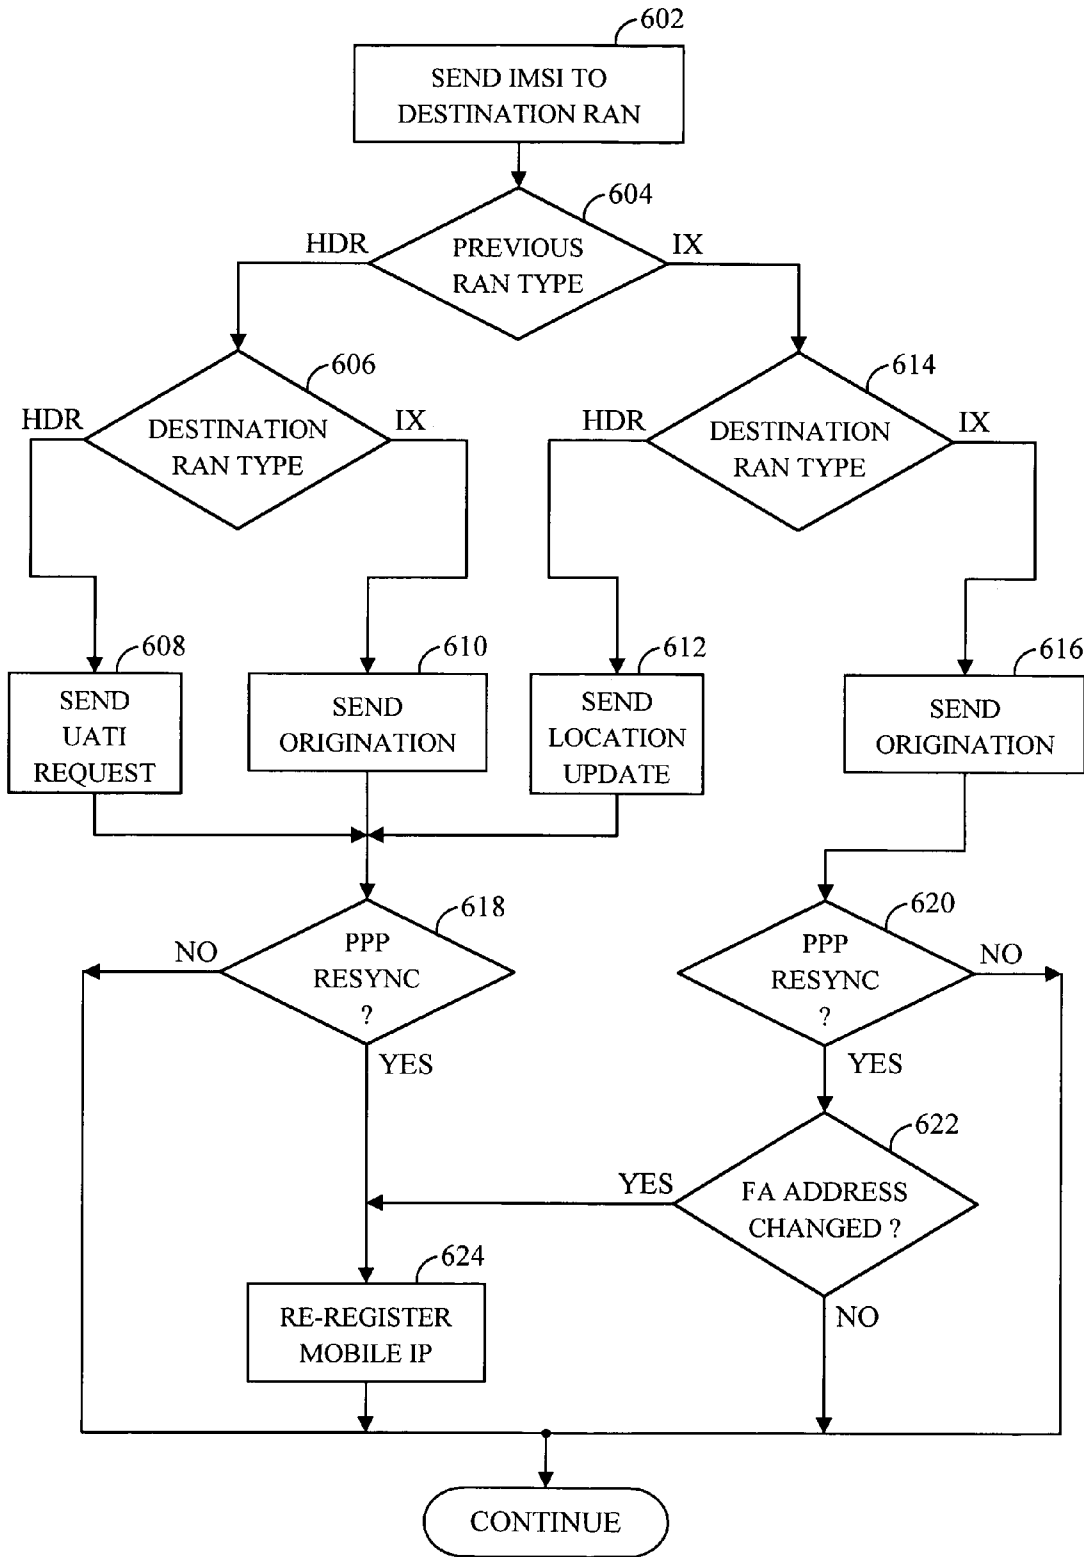 602
SEND IMSI TO
DESTINATION RAN
604
HDR
PREVIOUS
RAN TYPE
IX
606
HDR
DESTINATION
RAN TYPE
IX
614
HDR
DESTINATION
RAN TYPE
IX
608
SEND
UATI
REQUEST
610
SEND
ORIGINATION
612
SEND
LOCATION
UPDATE
616
SEND
ORIGINATION
618
NO
PPP
RESYNC
?
YES
620
PPP
RESYNC
?
NO
YES
622
YES
FA ADDRESS
CHANGED ?
NO
624
RE-REGISTER
MOBILE IP
CONTINUE